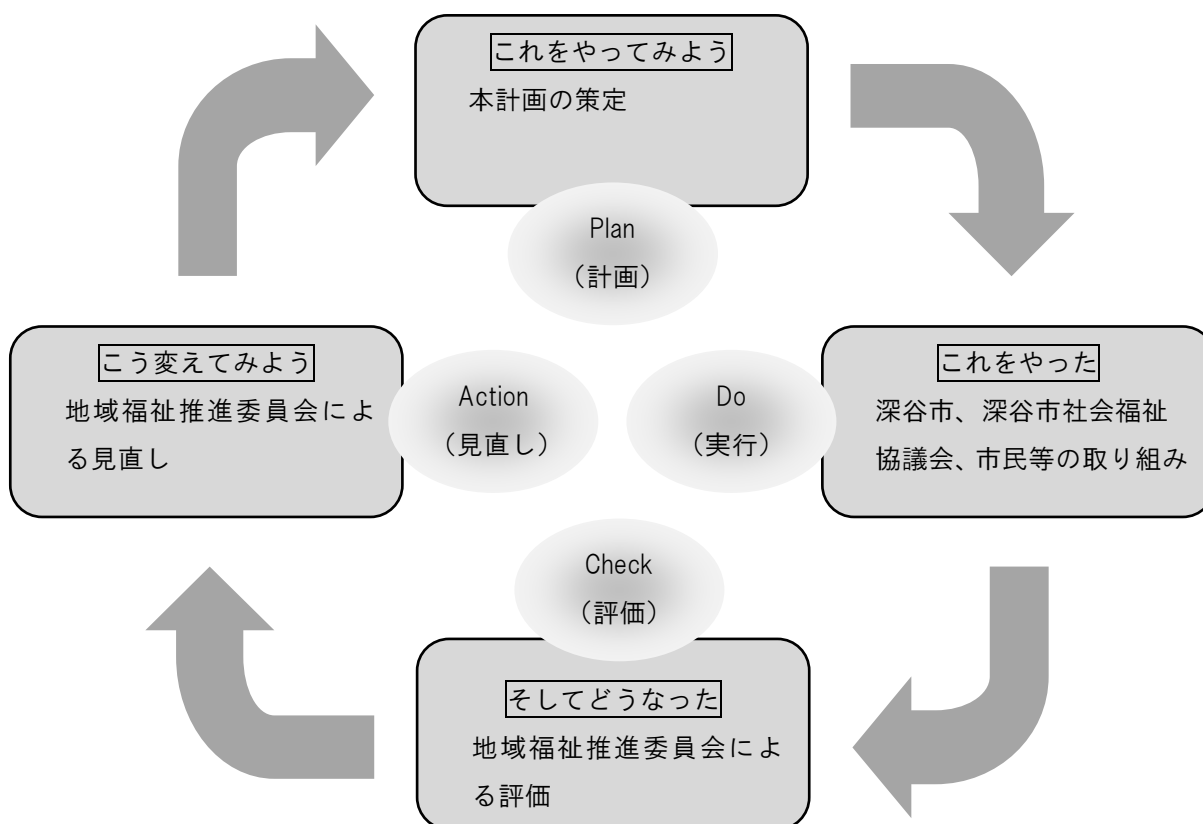 これをやってみよう
本計画の策定
Plan
（計画）
こう変えてみよう
地域福祉推進委員会によ
る見直し
Action
（見直し）
Do
（実行）
これをやった
深谷市、深谷市社会福祉
協議会、市民等の取り組み
Check
（評価）
そしてどうなった
地域福祉推進委員会によ
る評価